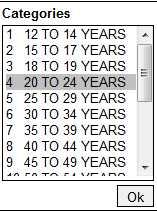 Categories
1 12 TO 14 YEARS
2 15 TO 17 YEARS
3 18 TO 19 YEARS
4 20 TO 24 YEARS
5 25 TO 29 YEARS
6 30 TO 34 YEARS
7 35 TO 39 YEARS
8 40 TO 44 YEARS
9 45 TO 49 YEARS
Ok